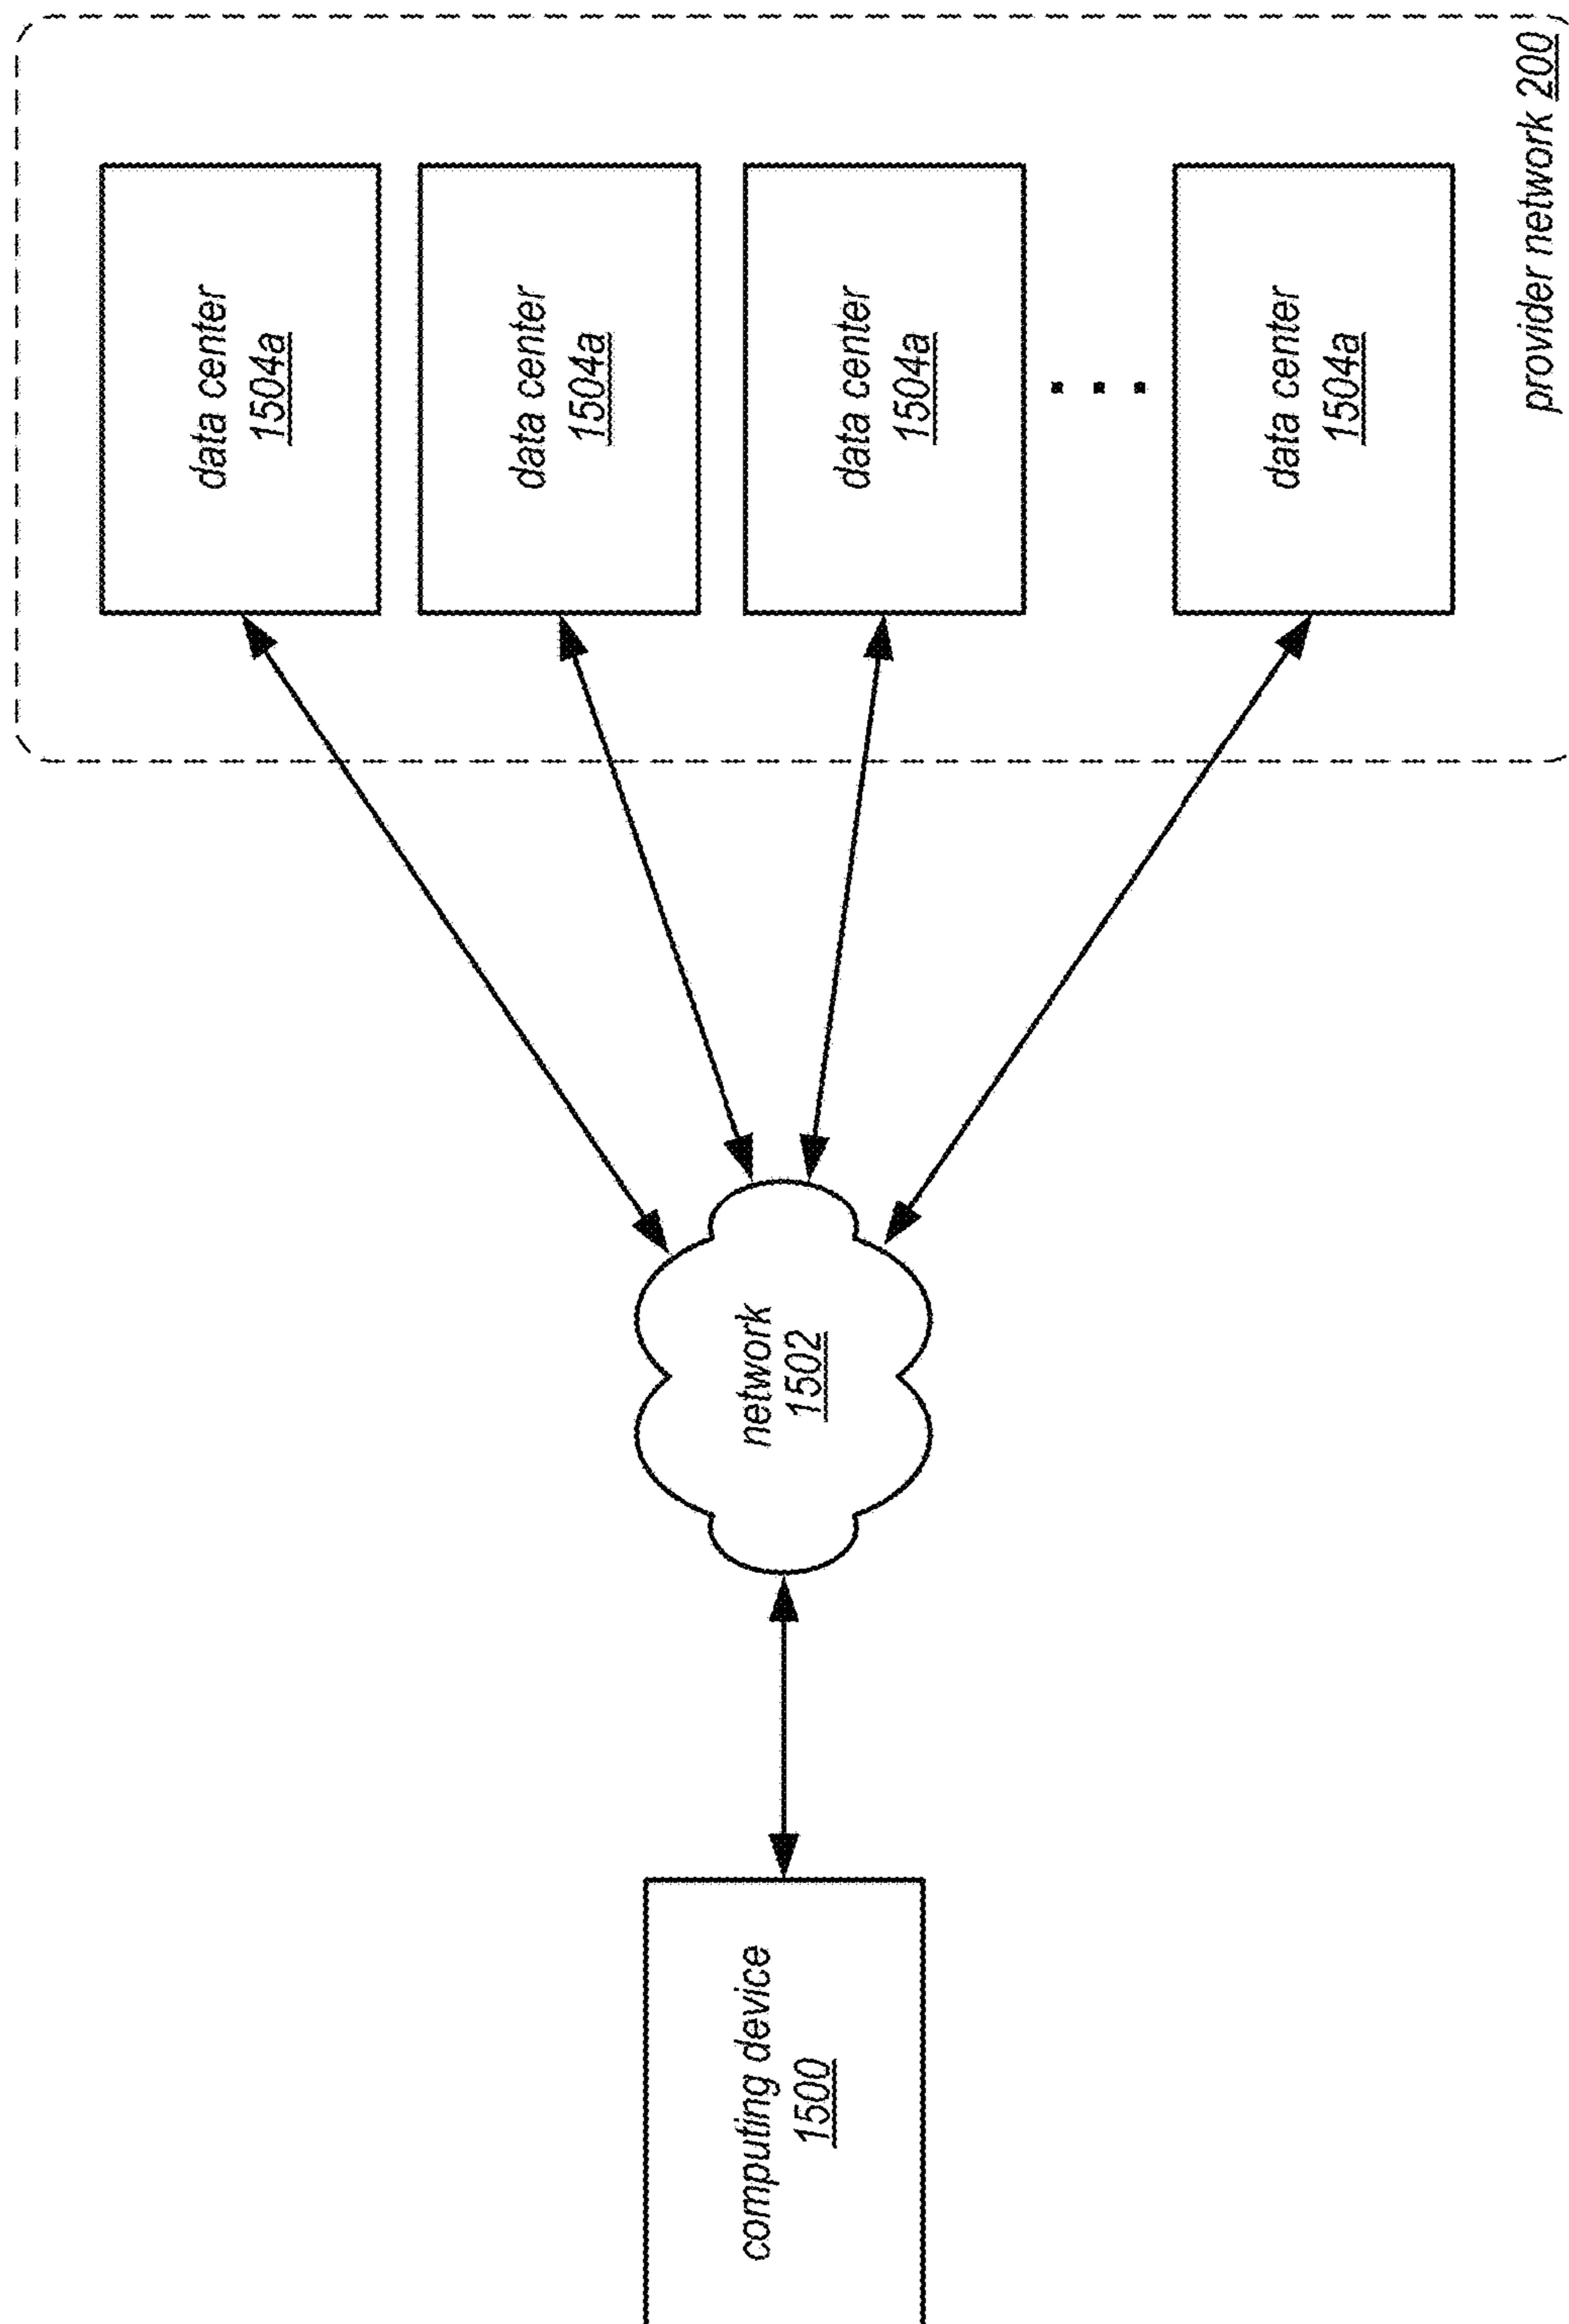 data center
1504a
data center
1504a
data center
1504a
data center
1504a
provider network 200
network
1502
computing device
1500